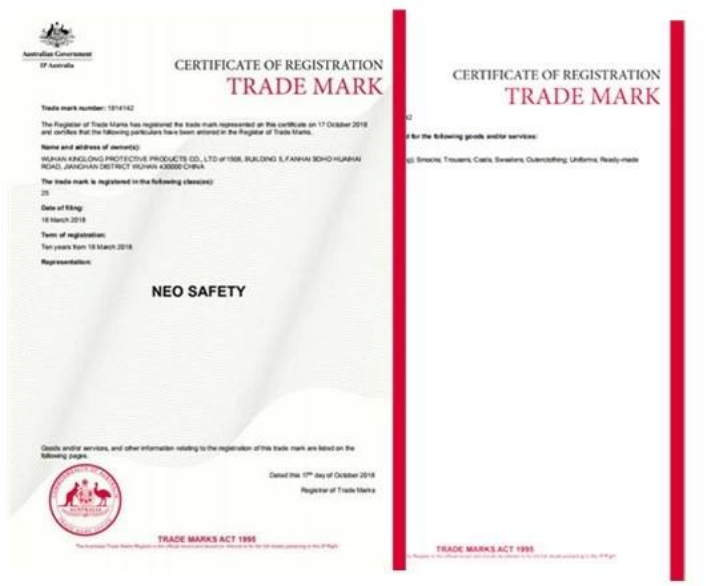 Australian Government
IP Australia
CERTIFICATE OF REGISTRATION
TRADE MARK
Trade mark number: 1914142
The Registrar of Trade Marks has registered the trade mark represented on this certificate on 17 October 2018
and certifies that the following particulars have been entered in the Register of Trade Marks.
Name and address of owner(s):
WUHAN KINGLONG PROTECTIVE PRODUCTS CO., LTD of 1508, BUILDING 5, FANHAI SOHO HUAIHAI
ROAD, JIANGHAN DISTRICT WUHAN 430000 CHINA
The trade mark is registered in the following class(es):
25
Date of filing:
18 March 2018
Term of registration:
Ten years from 18 March 2018
Representation:
NEO SAFETY
Goods and/or services, and other information relating to the registration of this trade mark are listed on the
following pages.
Dated this 17th day of October 2018
Registrar of Trade Marks
AUSTRALIA
TRADE MARKS ACT 1995
CERTIFICATE OF REGISTRATION
TRADE MARK
for the following goods and/or services:
Smocks; Trousers; Coats; Sweaters; Outerclothing; Uniforms; Ready-made
TRADE MARKS ACT 1995